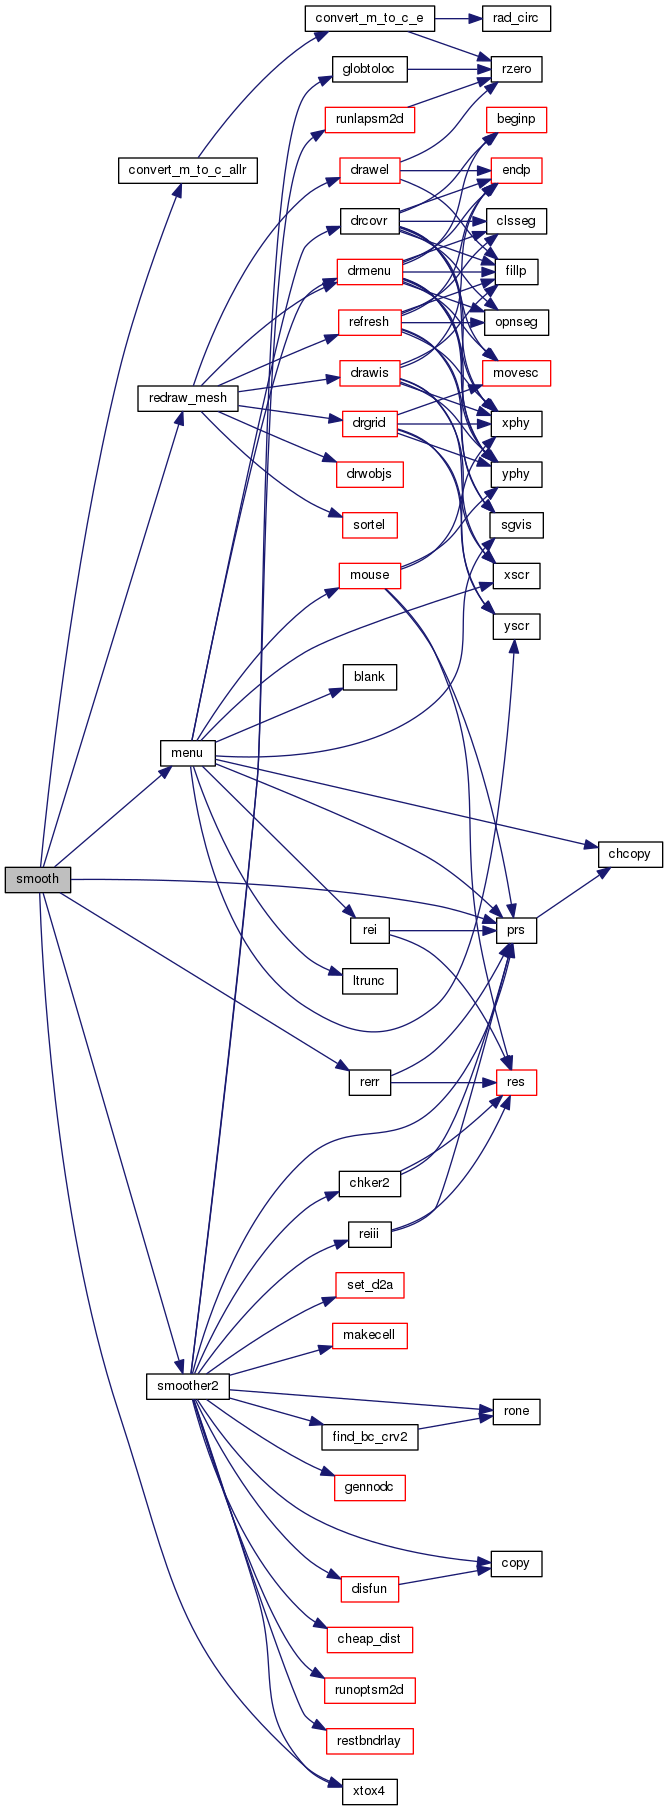 convert_m_to_c_e
rad_circ
globtoloc
rzero
runlapsm2d
beginp
convert_m_to_c_allr
drawel
endp
drcovr
clsseg
drmenu
fillp
refresh
opnseg
drawis
movesc
redraw_mesh
drgrid
xphy
drwobjs
yphy
sortel
sgvis
mouse
xscr
yscr
blank
menu
chcopy
smooth
rei
prs
ltrunc
rerr
res
chker2
reiii
set_d2a
makecell
smoother2
rone
find_bc_crv2
gennodc
copy
disfun
cheap_dist
runoptsm2d
restbndrlay
xtox4